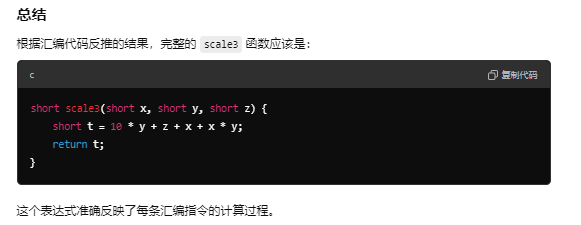 总结
根据汇编代码反推的结果，完整的 scale3 函数应该是：
c 复制代码
short scale3(short x, short y, short z) {
    short t = 10 * y + z + x + x * y;
    return t;
}
这个表达式准确反映了每条汇编指令的计算过程。